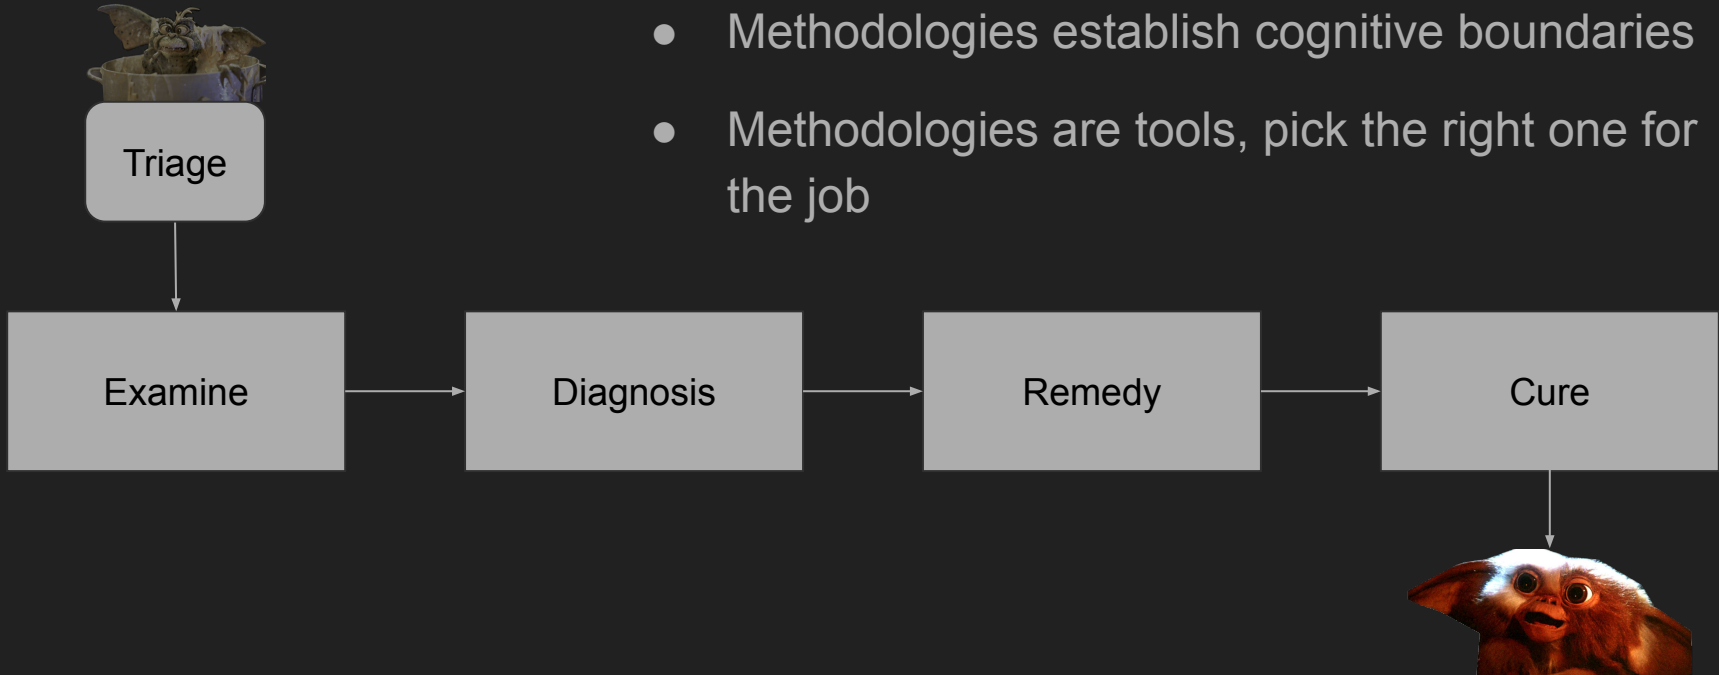 ● Methodologies establish cognitive boundaries
● Methodologies are tools, pick the right one for
the job
Triage
Examine
Diagnosis
Remedy
Cure